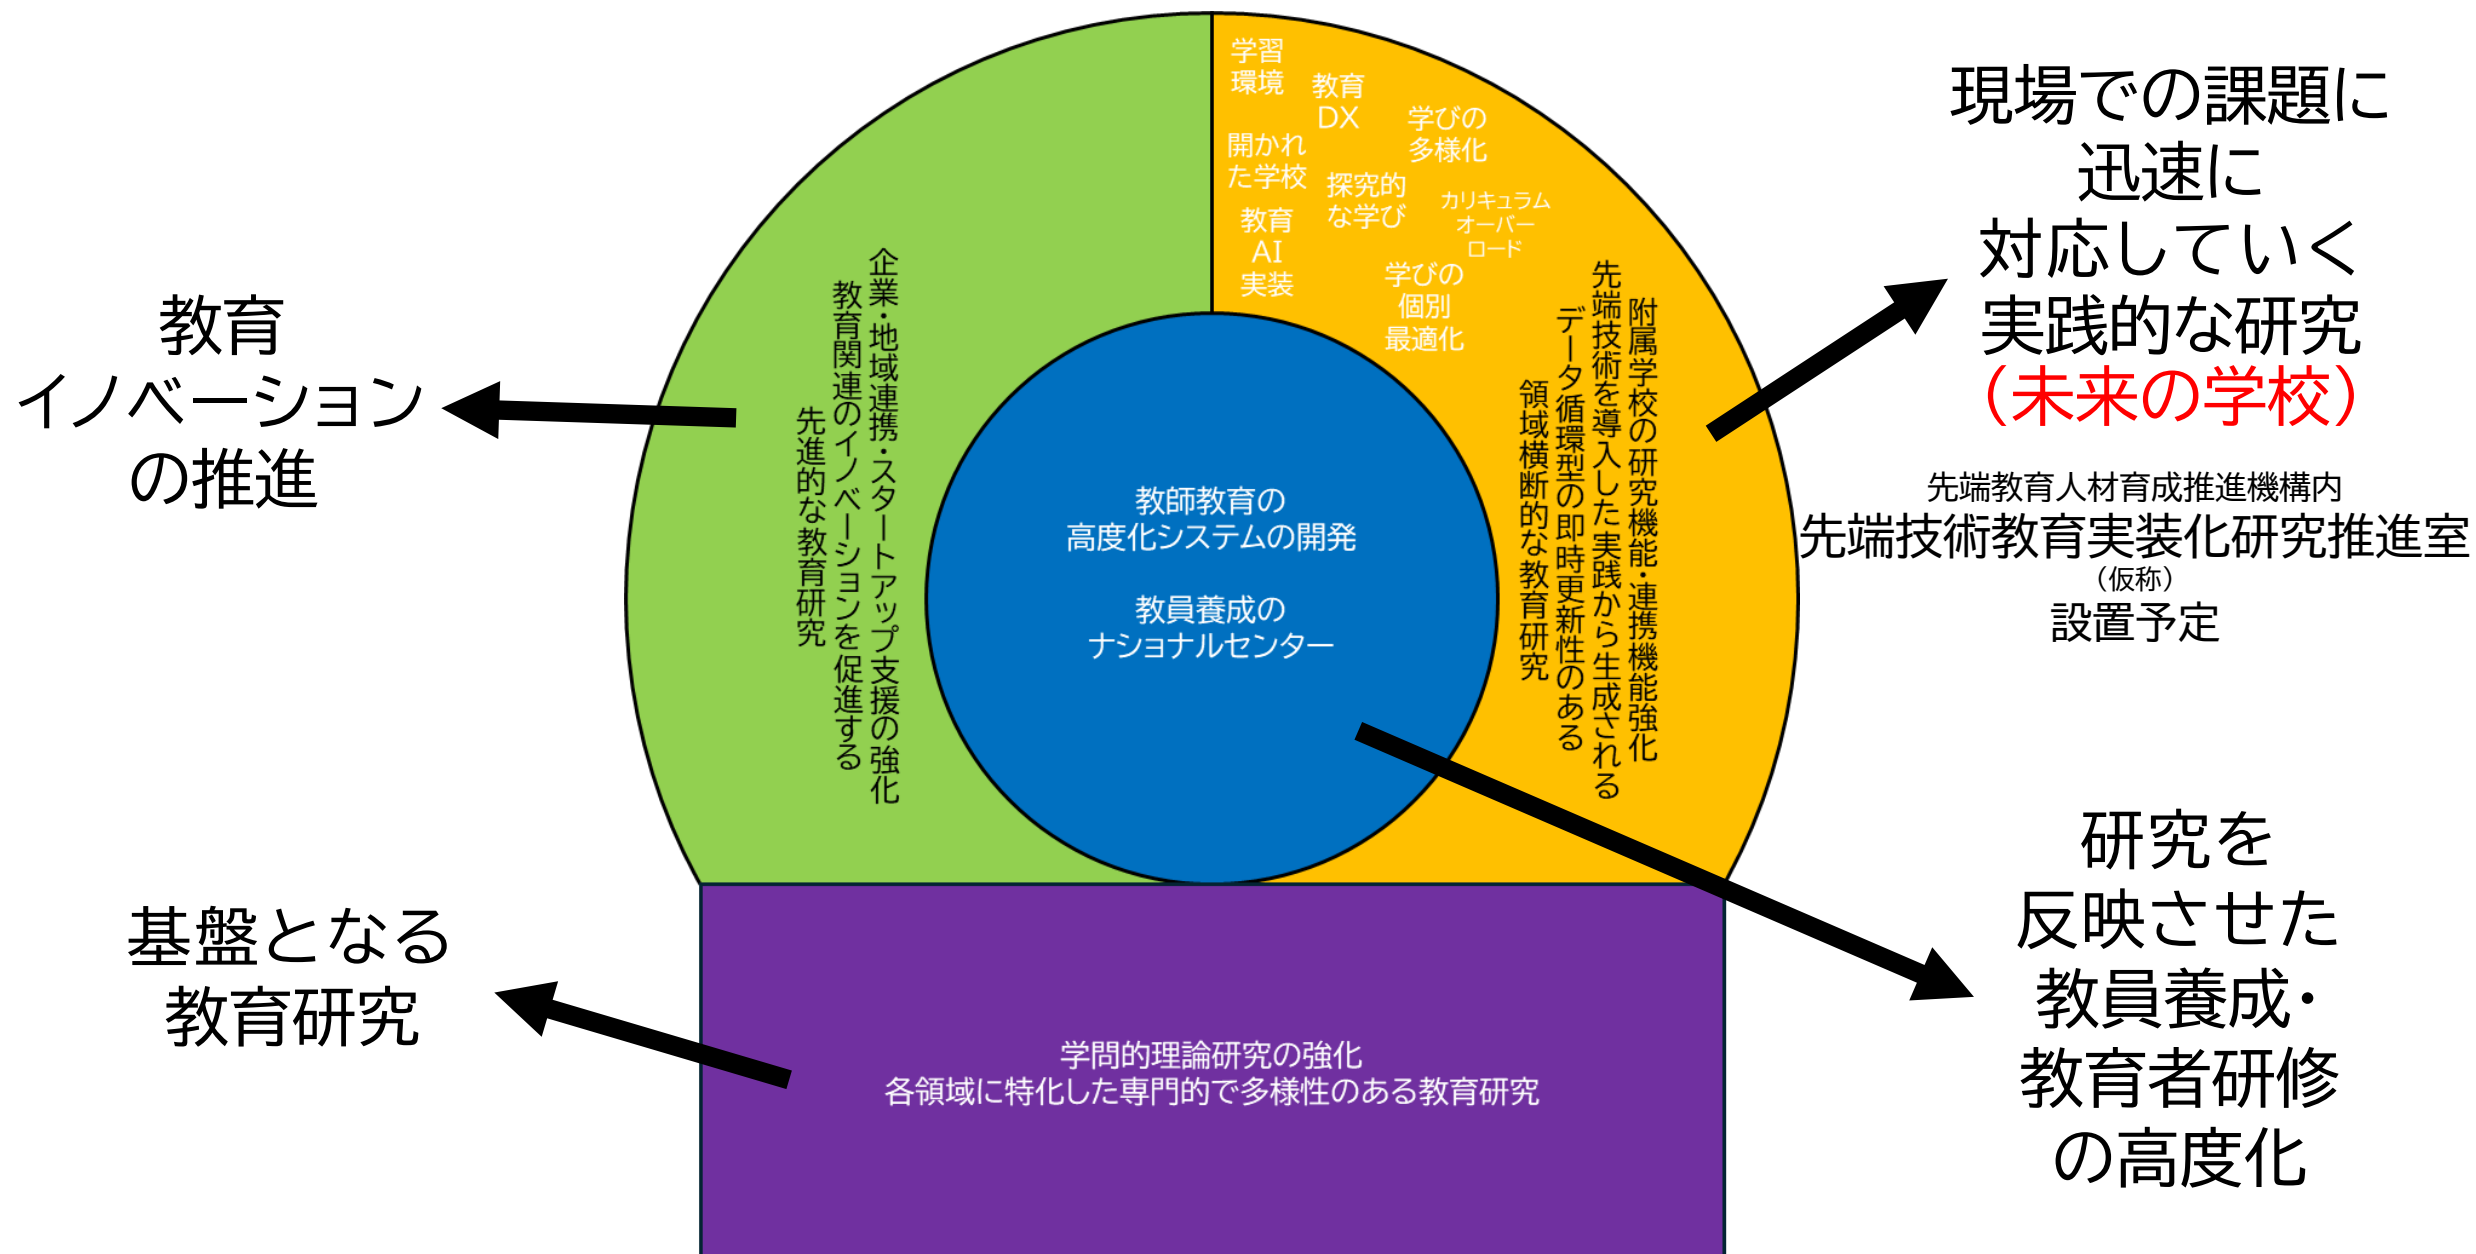 教育
イノベーション
の推進
基盤となる
教育研究
企業・地域連携・スタートアップ支援の強化
教育関連のイノベーションを促進する
先進的な教育研究
学習
環境
教育
DX
学びの
多様化
開かれ
た学校
探究的
な学び
カリキュラム
オーバー
ロード
教育
AI
実装
学びの
個別
最適化
附属学校の研究機能・連携機能強化
先端技術を導入した実践から生成される
データ循環型の即時更新性のある
領域横断的な教育研究
教師教育の
高度化システムの開発
教員養成の
ナショナルセンター
学問的理論研究の強化
各領域に特化した専門的で多様性のある教育研究
現場での課題に
迅速に
対応していく
実践的な研究
（未来の学校）
先端教育人材育成推進機構内
先端技術教育実装化研究推進室
（仮称）
設置予定
研究を
反映させた
教員養成・
教育者研修
の高度化